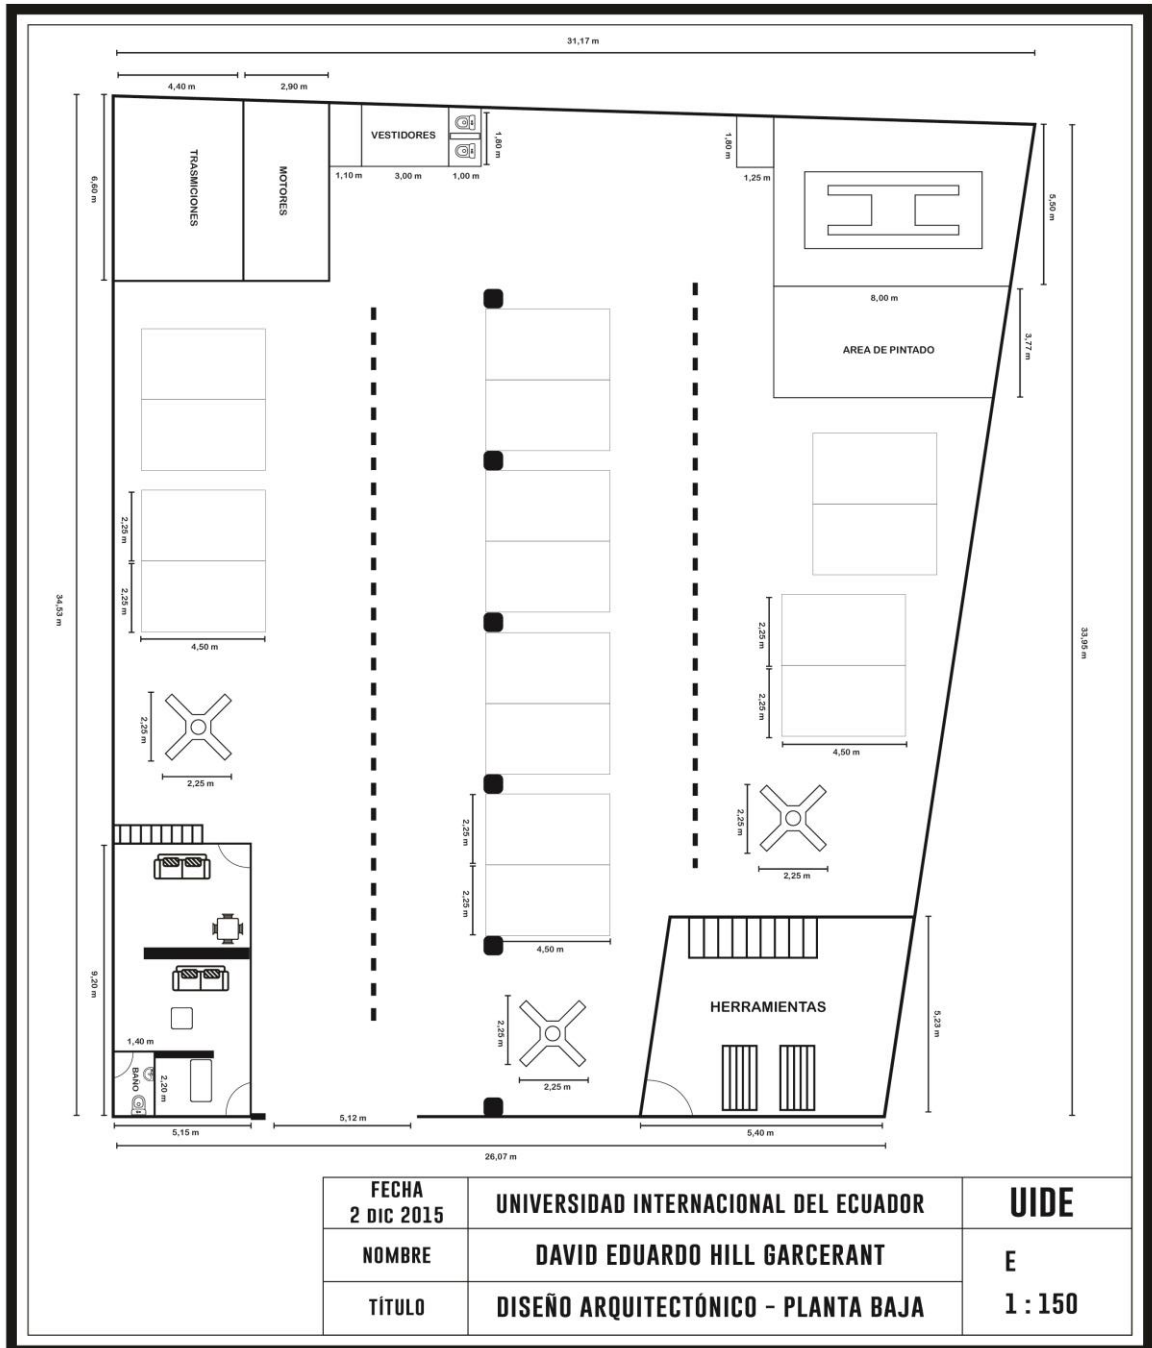 31,17 m
4,40 m
2,90 m
TRASMICIONES
MOTORES
VESTIDORES
1,80 m
1,10 m
3,00 m
1,00 m
1,80 m
1,25 m
6,60 m
5,50 m
8,00 m
AREA DE PINTADO
3,77 m
34,53 m
33,95 m
2,25 m
2,25 m
4,50 m
2,25 m
2,25 m
4,50 m
2,25 m
2,25 m
2,25 m
2,25 m
2,25 m
2,25 m
4,50 m
9,20 m
1,40 m
BAÑO
2,20 m
2,25 m
2,25 m
HERRAMIENTAS
5,23 m
5,15 m
5,12 m
5,40 m
26,07 m
FECHA
2 DIC 2015
UNIVERSIDAD INTERNACIONAL DEL ECUADOR
UIDE
NOMBRE
DAVID EDUARDO HILL GARCERANT
E
1 : 150
TÍTULO
DISEÑO ARQUITECTÓNICO - PLANTA BAJA